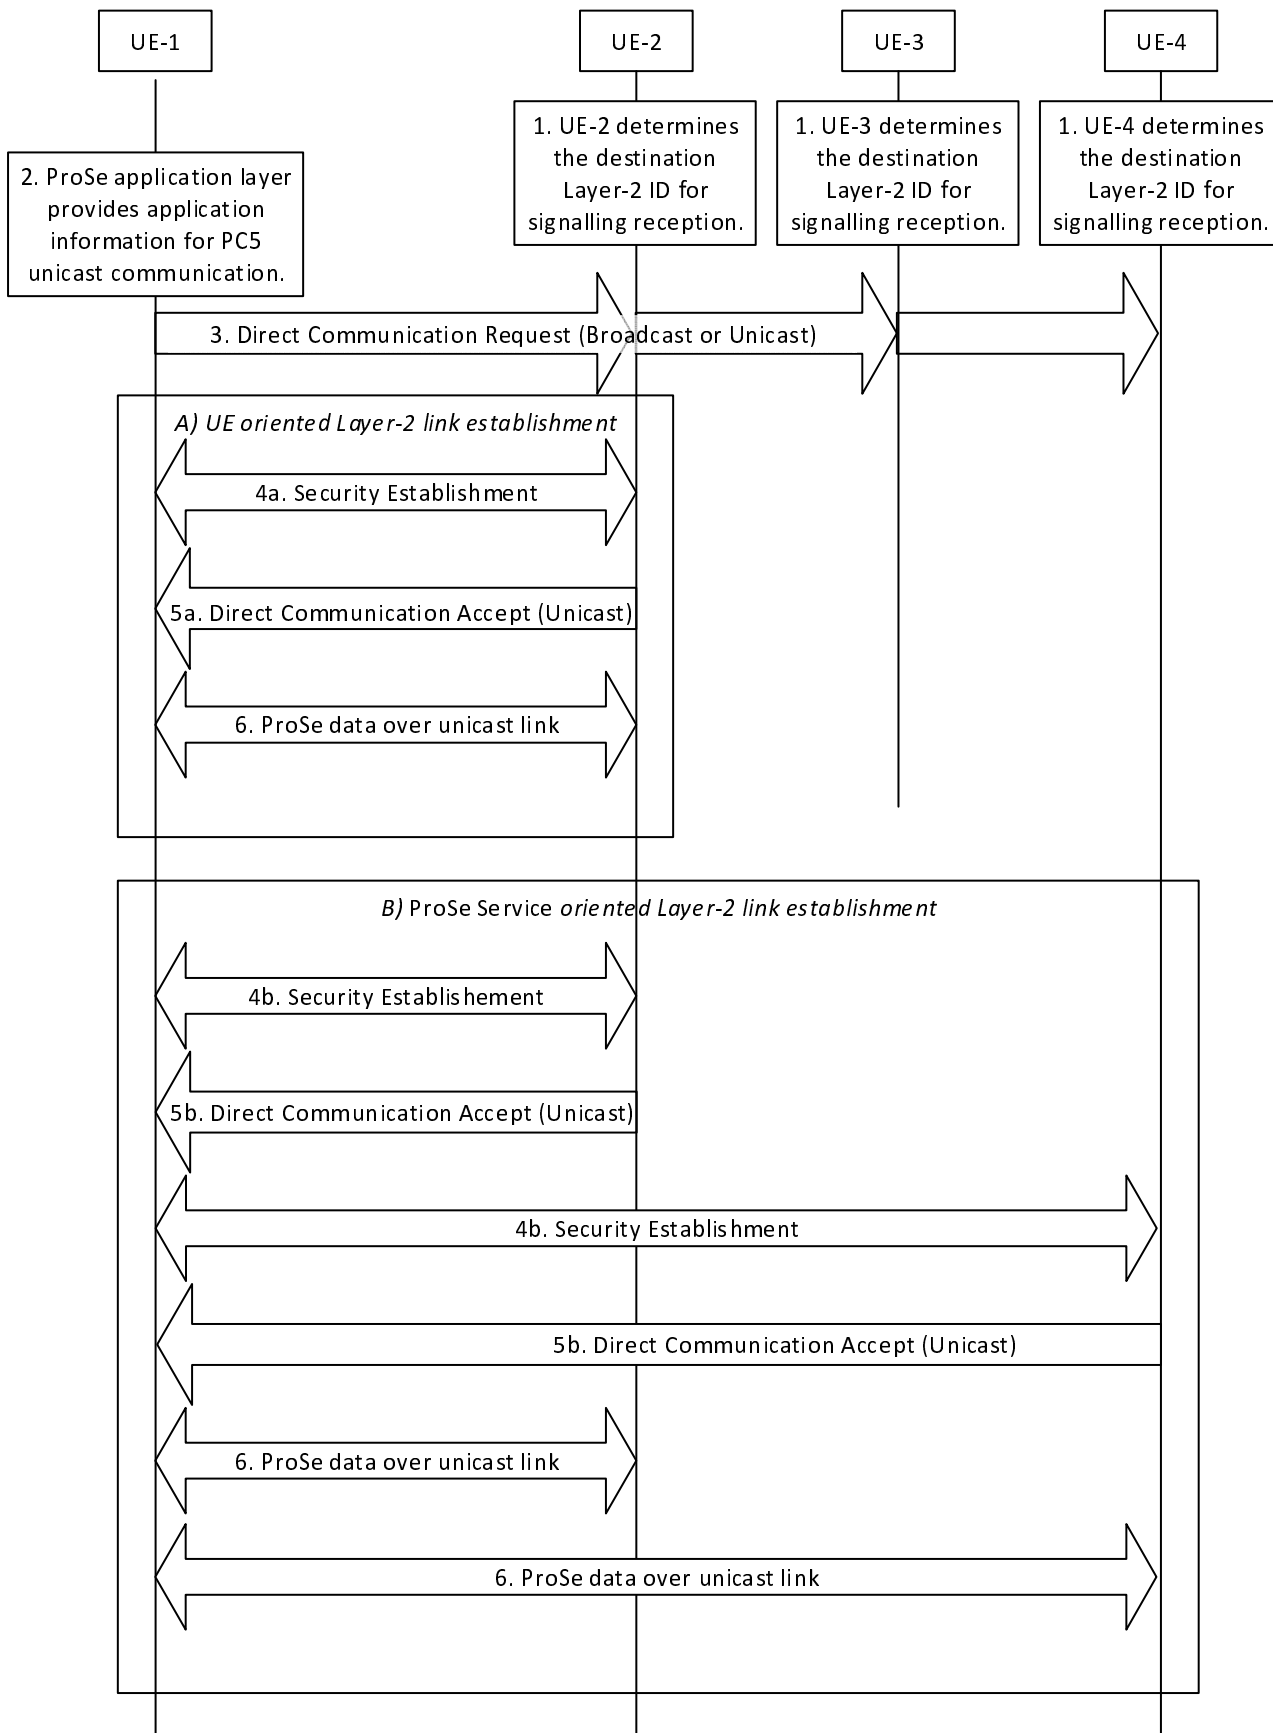 UE-1
UE-2
UE-3
UE-4
1. UE-2 determines
the destination
Layer-2 ID for
signalling reception.
1. UE-3 determines
the destination
Layer-2 ID for
signalling reception.
1. UE-4 determines
the destination
Layer-2 ID for
signalling reception.
2. ProSe application layer
provides application
information for PC5
unicast communication.
3. Direct Communication Request (Broadcast or Unicast)
A) UE oriented Layer-2 link establishment
4a. Security Establishment
5a. Direct Communication Accept (Unicast)
6. ProSe data over unicast link
B) ProSe Service oriented Layer-2 link establishment
4b. Security Establishement
5b. Direct Communication Accept (Unicast)
4b. Security Establishment
5b. Direct Communication Accept (Unicast)
6. ProSe data over unicast link
6. ProSe data over unicast link